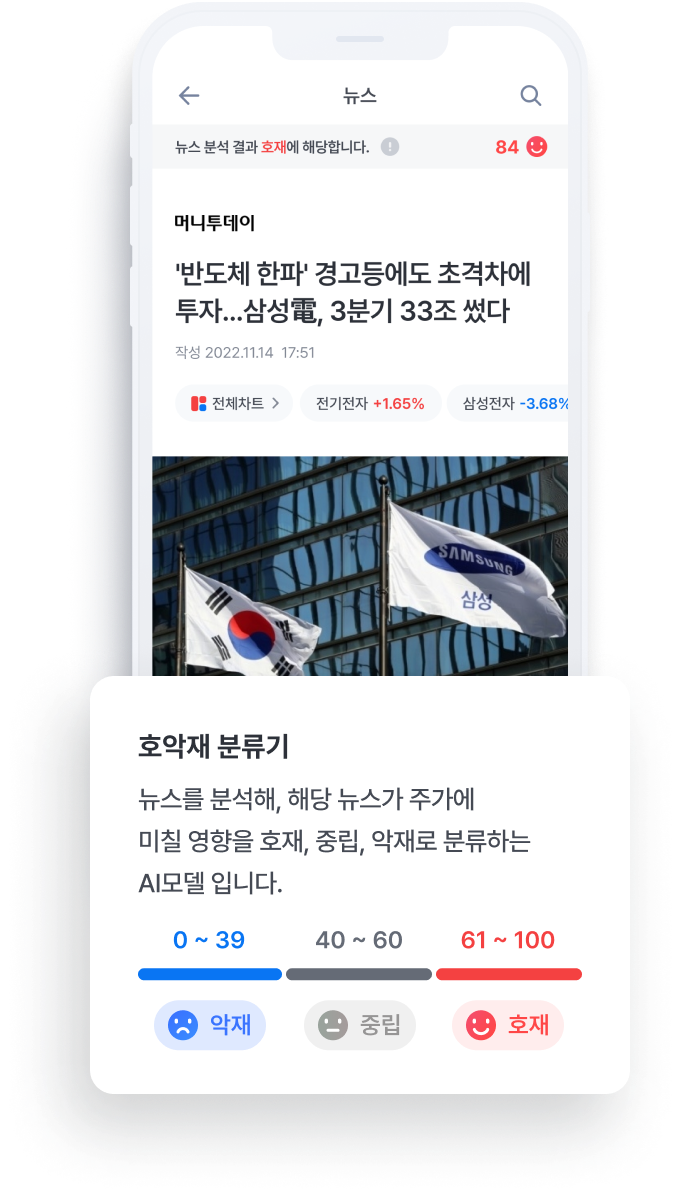 뉴스
뉴스 분석 결과 호재에 해당합니다. !
84
머니투데이
'반도체 한파' 경고등에도 초격차에
투자...삼성電, 3분기 33조 썼다
작성 2022.11.14 17:51
전체차트 > 전기전자 +1.65% 삼성전자 -3.68%
SAMSUNG
삼성
호악재 분류기
뉴스를 분석해, 해당 뉴스가 주가에
미칠 영향을 호재, 중립, 악재로 분류하는
AI모델 입니다.
0 ~ 39 40 ~ 60 61 ~ 100
악재 중립 호재